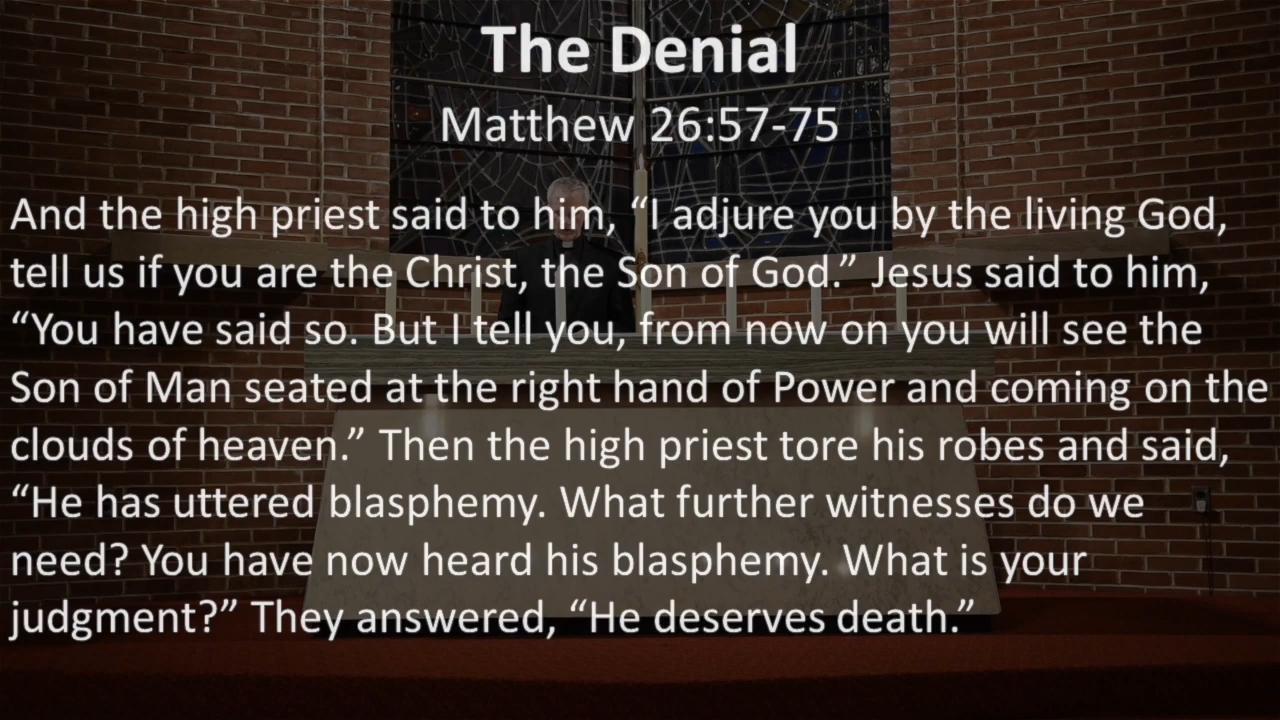 The Denial
Matthew 26:57-75
And the high priest said to him, “I adjure you by the living God,
tell us if you are the Christ, the Son of God.” Jesus said to him,
“You have said so. But I tell you, from now on you will see the
Son of Man seated at the right hand of Power and coming on the
clouds of heaven.” Then the high priest tore his robes and said,
“He has uttered blasphemy. What further witnesses do we
need? You have now heard his blasphemy. What is your
judgment?” They answered, “He deserves death.”